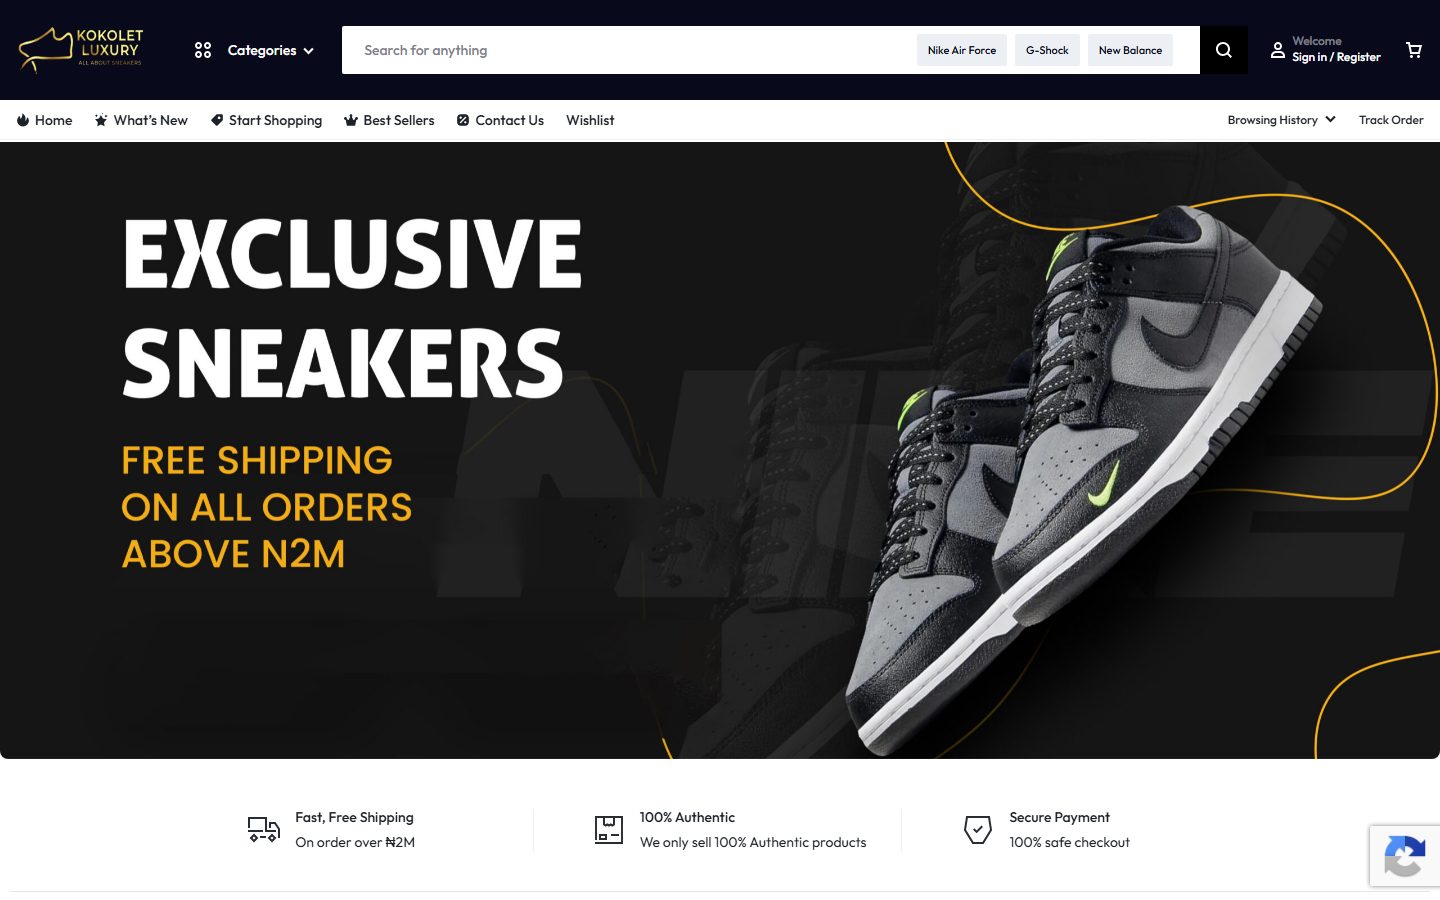 KOKOLET
LUXURY
ALL ABOUT SNEAKERS
Categories
Search for anything
Nike Air Force
G-Shock
New Balance
Welcome
Sign in / Register
Home
What's New
Start Shopping
Best Sellers
Contact Us
Wishlist
Browsing History
Track Order
EXCLUSIVE
SNEAKERS
FREE SHIPPING
ON ALL ORDERS
ABOVE N2M
NIKE
Fast, Free Shipping
On order over ₦2M
100% Authentic
We only sell 100% Authentic products
Secure Payment
100% safe checkout